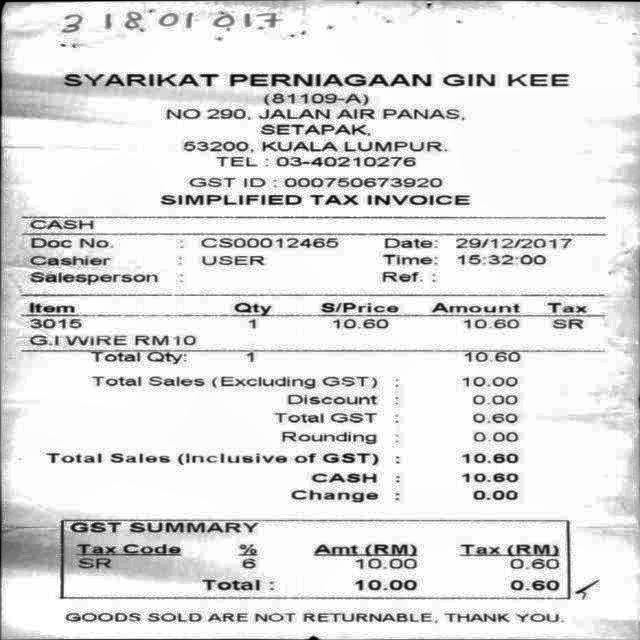 3 1801017
SYARIKAT PERNIAGAAN GIN KEE
(81109-A)
NO 290, JALAN AIR PANAS,
SETAPAK,
53200, KUALA LUMPUR.
TEL : 03-40210276
GST ID : 000750673920
SIMPLIFIED TAX INVOICE
CASH
Doc No. : CS00012465 Date: 29/12/2017
Cashier : USER Time: 15:32:00
Salesperson : Ref. :
Item Qty S/Price Amount Tax
3015 1 10.60 10.60 SR
G.I WIRE RM10
Total Qty: 1 10.60
Total Sales (Excluding GST) : 10.00
Discount : 0.00
Total GST : 0.60
Rounding : 0.00
Total Sales (Inclusive of GST) : 10.60
CASH : 10.60
Change : 0.00
GST SUMMARY
Tax Code % Amt (RM) Tax (RM)
SR 6 10.00 0.60
Total : 10.00 0.60
GOODS SOLD ARE NOT RETURNABLE, THANK YOU.